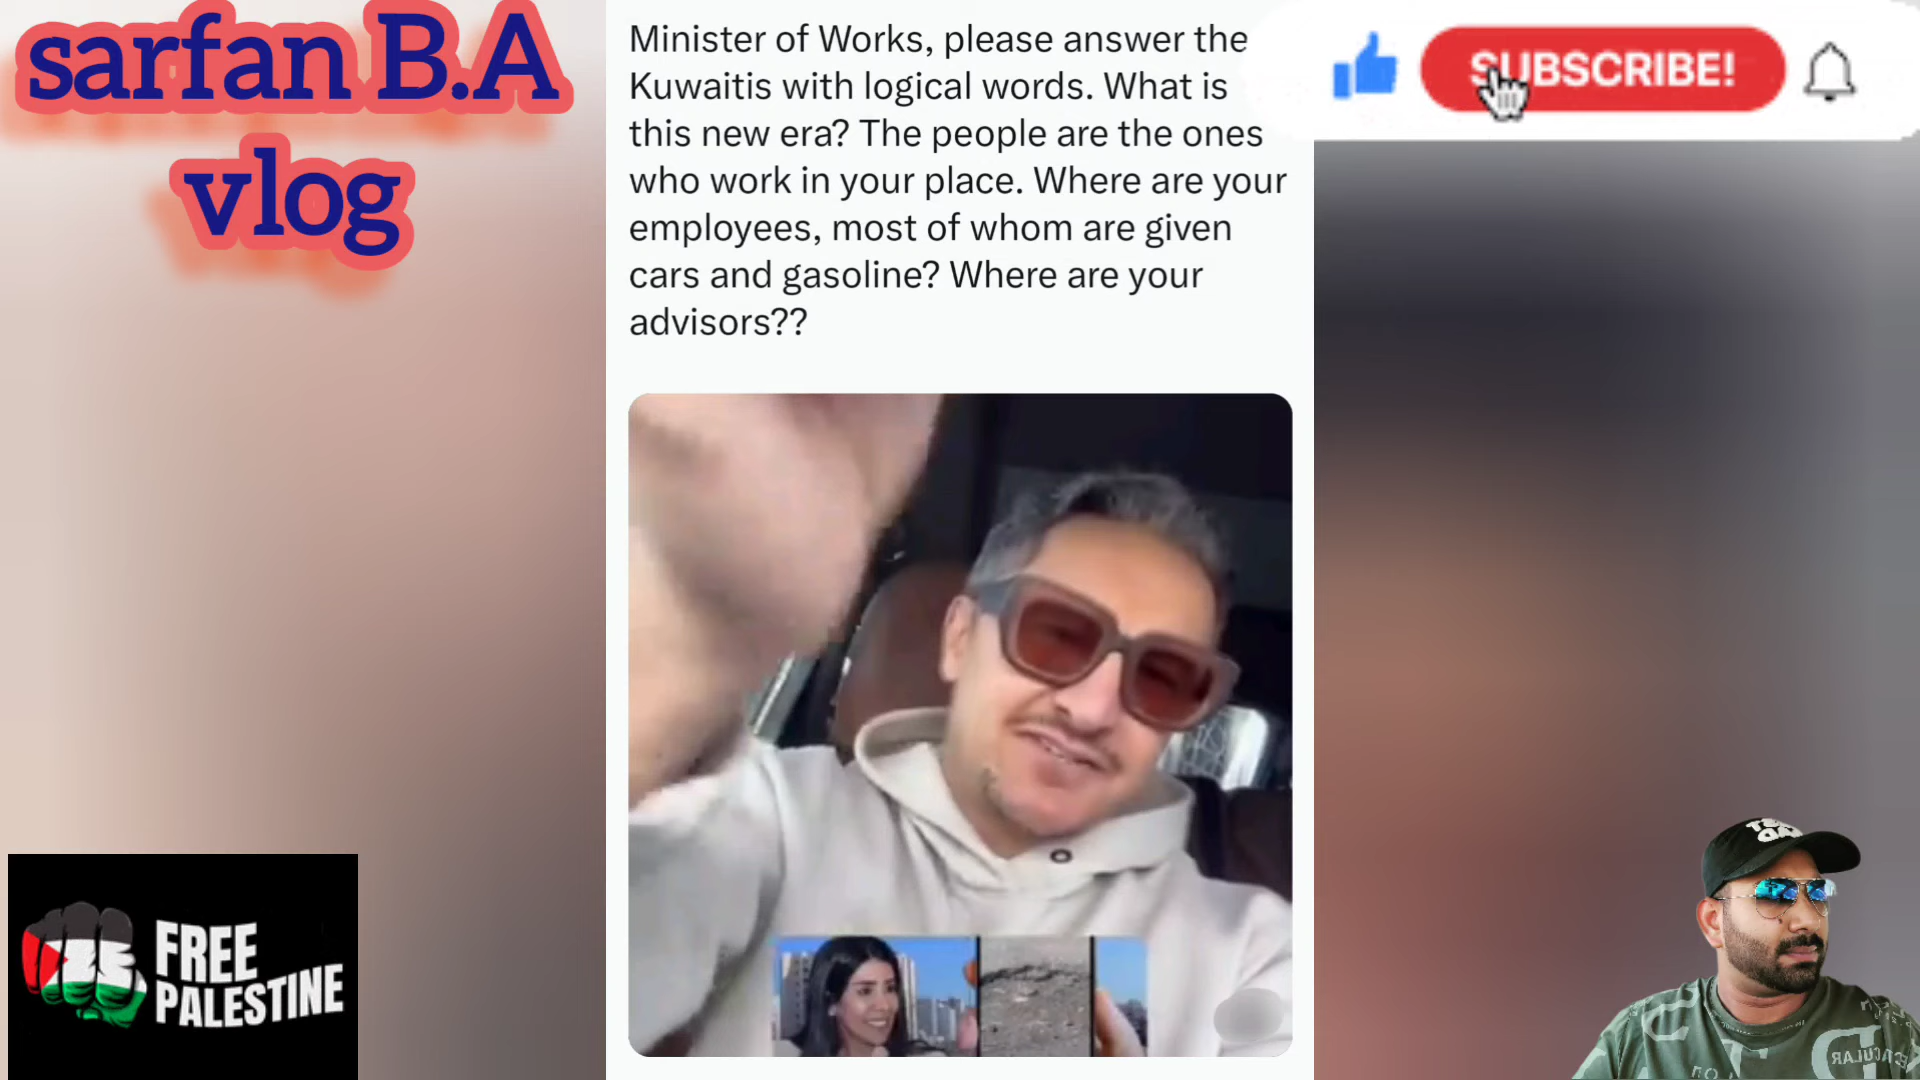 sarfan B.A
vlog
Minister of Works, please answer the
Kuwaitis with logical words. What is
this new era? The people are the ones
who work in your place. Where are your
employees, most of whom are given
cars and gasoline? Where are your
advisors??
SUBSCRIBE!
FREE
PALESTINE